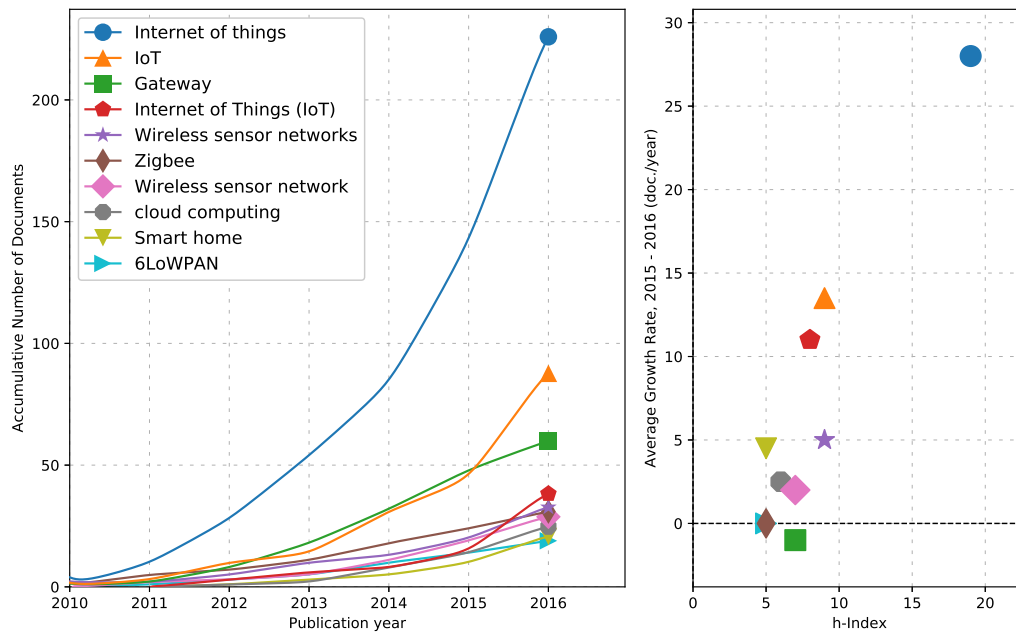 Internet of things
IoT
Gateway
Internet of Things (IoT)
Wireless sensor networks
Zigbee
Wireless sensor network
cloud computing
Smart home
6LoWPAN
Accumulative Number of Documents
200
150
100
50
0
2010 2011 2012 2013 2014 2015 2016
Publication year
Average Growth Rate, 2015 - 2016 (doc./year)
30
25
20
15
10
5
0
0 5 10 15 20
h-Index